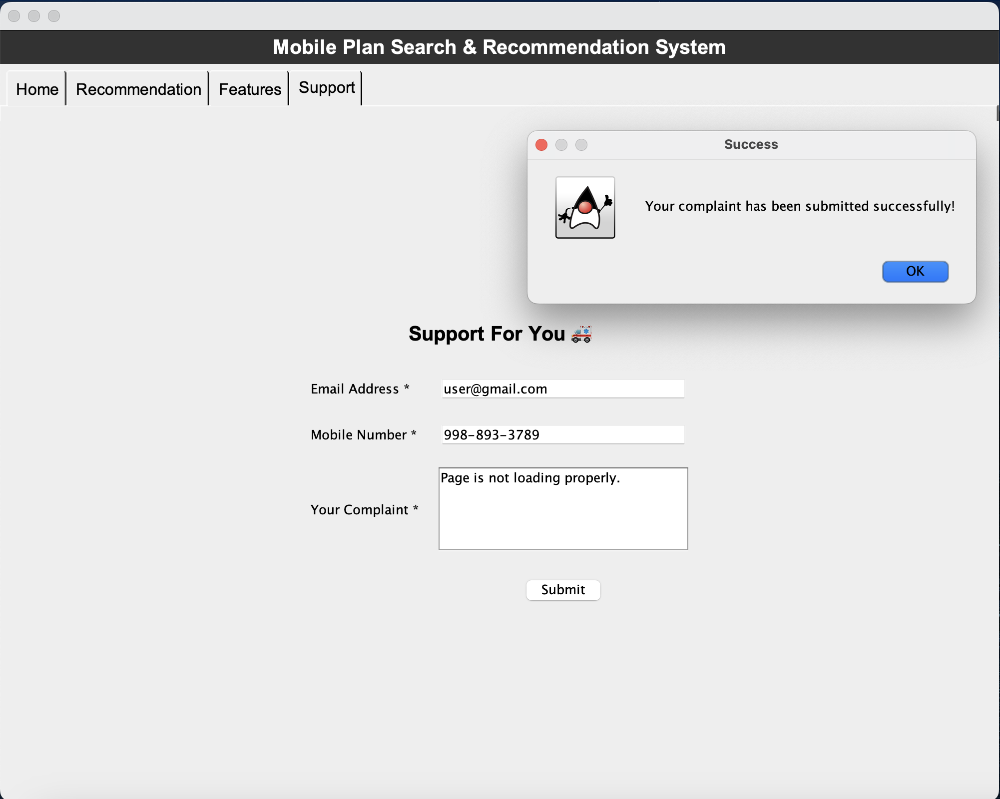 Mobile Plan Search & Recommendation System
Home Recommendation Features Support
Success
Your complaint has been submitted successfully!
OK
Support For You 🚑
Email Address * user@gmail.com
Mobile Number * 998-893-3789
Your Complaint * Page is not loading properly.
Submit